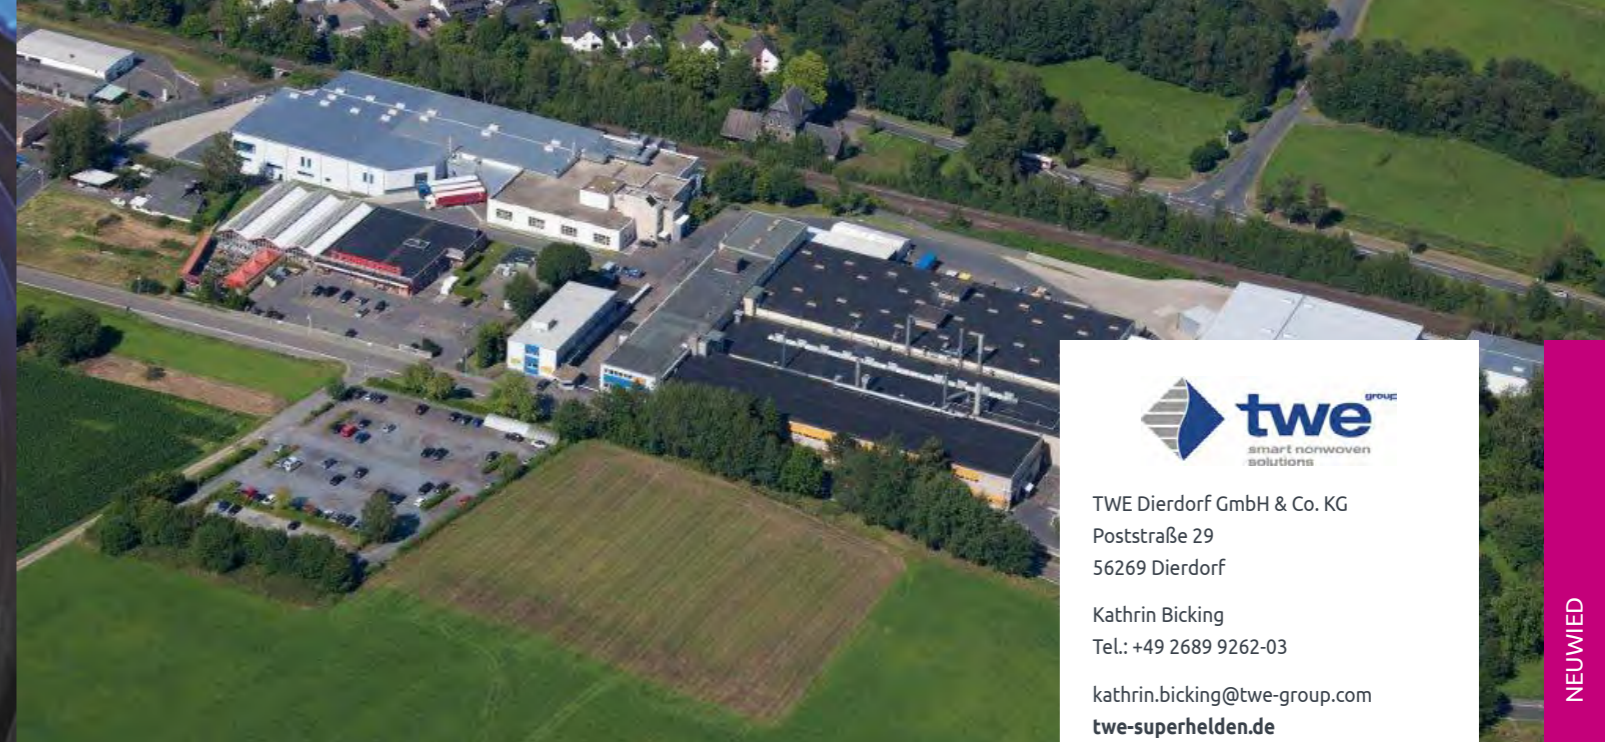 twe group
smart nonwoven
solutions
TWE Dierdorf GmbH & Co. KG
Poststraße 29
56269 Dierdorf
Kathrin Bicking
Tel.: +49 2689 9262-03
kathrin.bicking@twe-group.com
twe-superhelden.de
NEUWIED